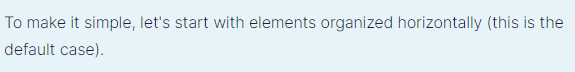 To make it simple, let's start with elements organized horizontally (this is the
default case).